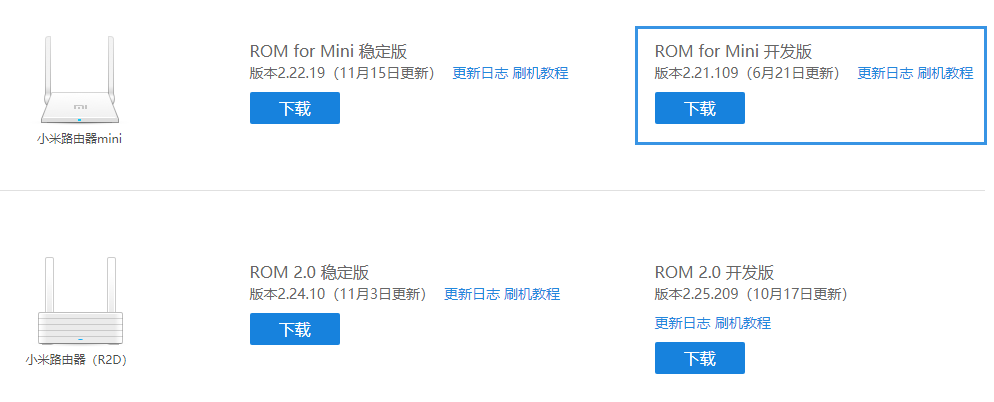 ROM for Mini 稳定版
版本2.22.19（11月15日更新） 更新日志 刷机教程
下载
ROM for Mini 开发版
版本2.21.109（6月21日更新） 更新日志 刷机教程
下载
小米路由器mini
ROM 2.0 稳定版
版本2.24.10（11月3日更新） 更新日志 刷机教程
下载
ROM 2.0 开发版
版本2.25.209（10月17日更新）
更新日志 刷机教程
下载
小米路由器（R2D）